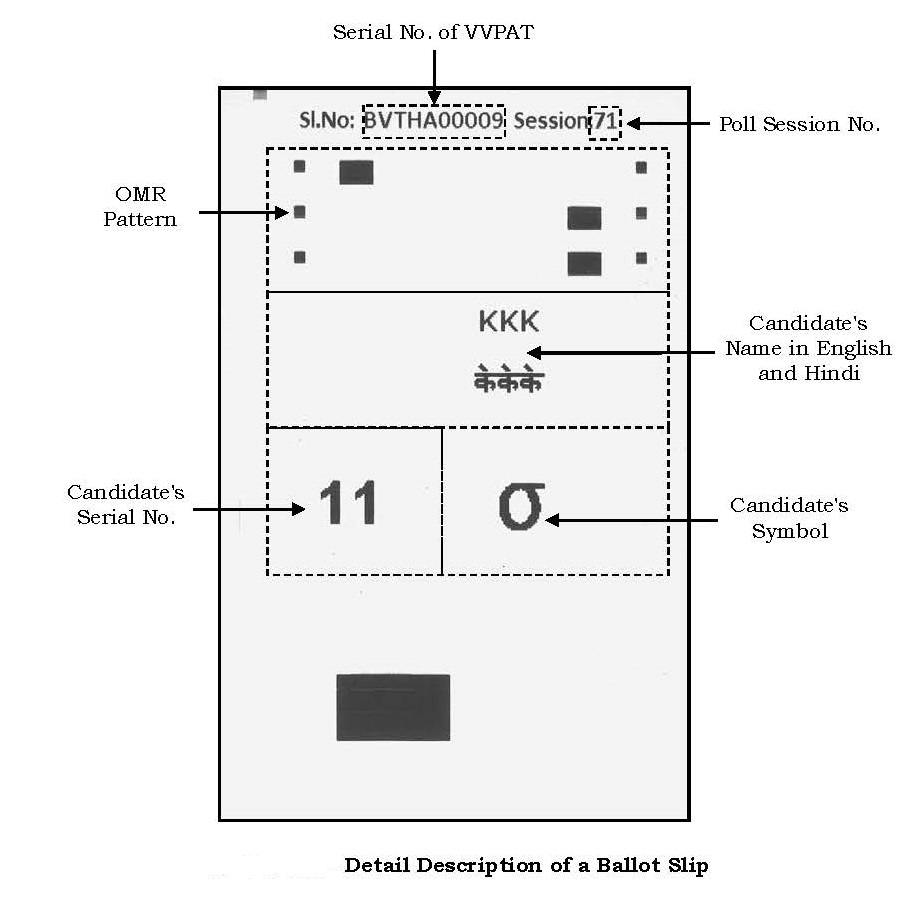 Serial No. of VVPAT
Sl.No: BVTHA00009 Session 71
Poll Session No.
OMR
Pattern
KKK
Candidate's
Name in English
and Hindi
केकेके
Candidate's
Serial No.
11
σ
Candidate's
Symbol
Detail Description of a Ballot Slip